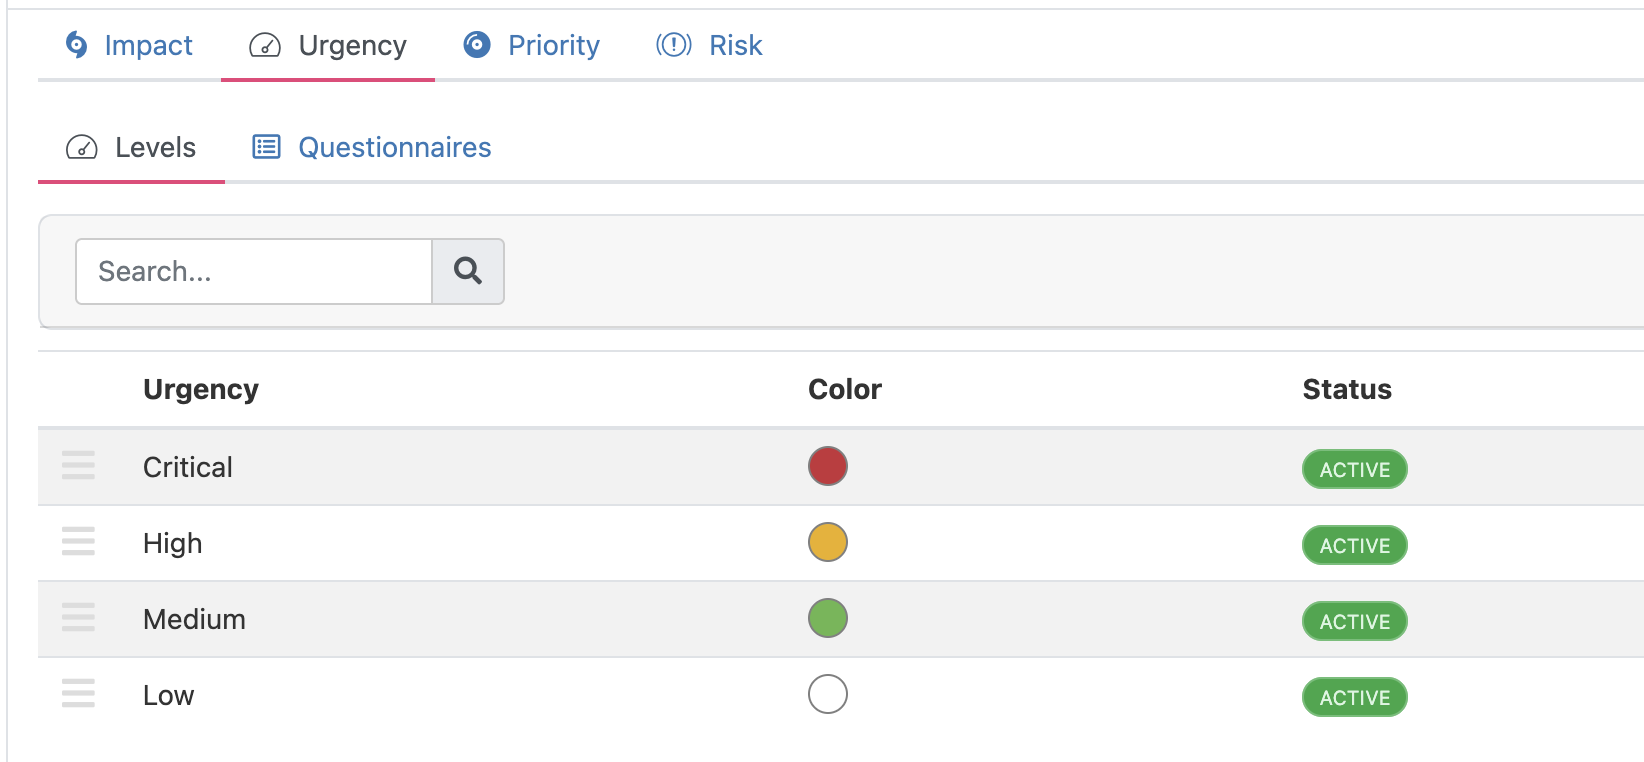 Impact Urgency Priority Risk
Levels Questionnaires
Search...
Urgency Color Status
Critical ACTIVE
High ACTIVE
Medium ACTIVE
Low ACTIVE